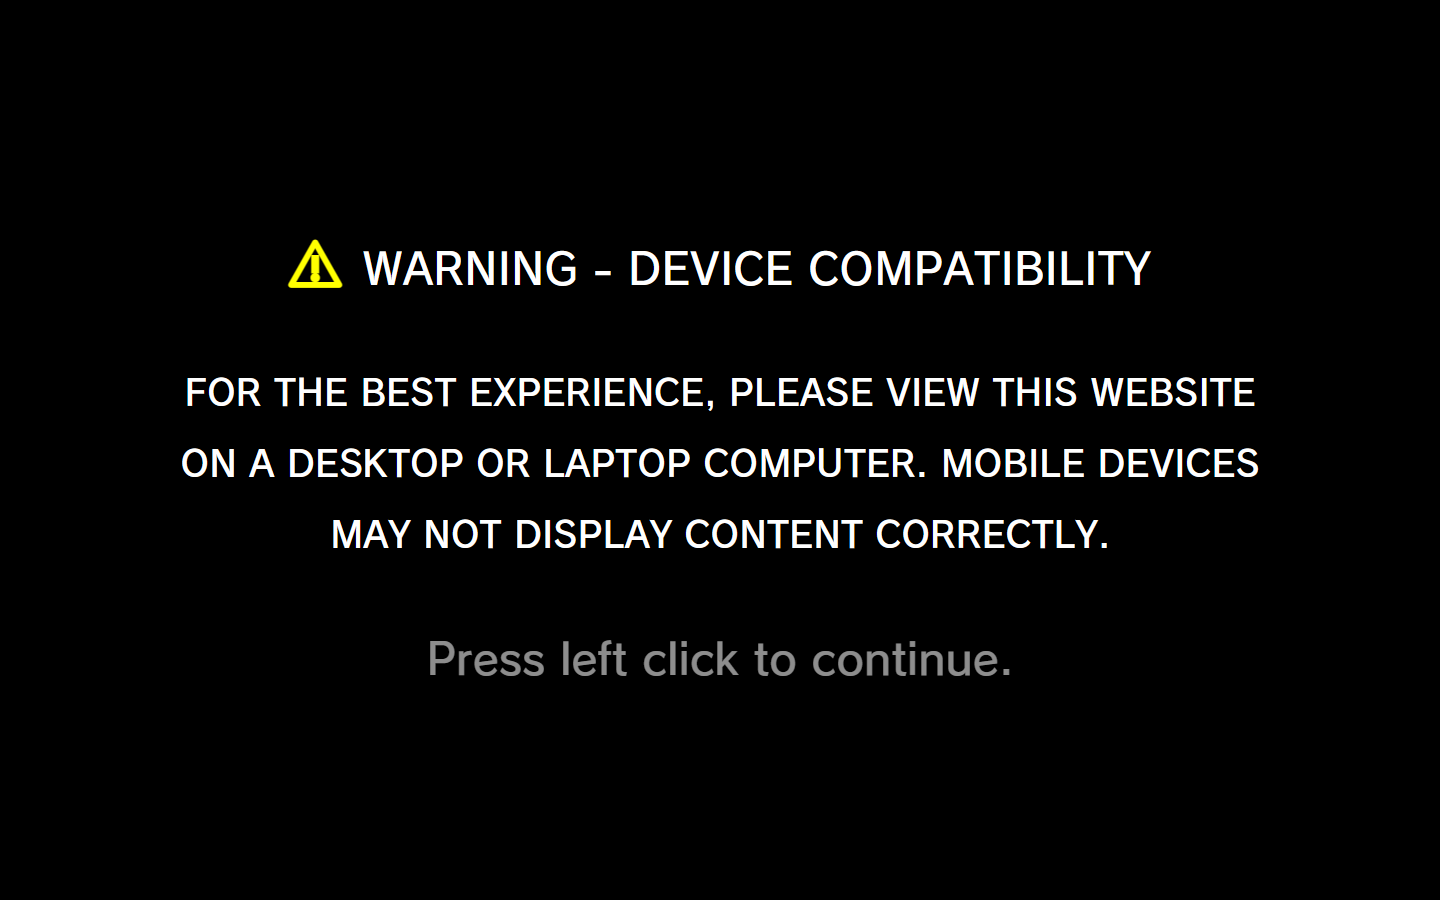 WARNING - DEVICE COMPATIBILITY
FOR THE BEST EXPERIENCE, PLEASE VIEW THIS WEBSITE
ON A DESKTOP OR LAPTOP COMPUTER. MOBILE DEVICES
MAY NOT DISPLAY CONTENT CORRECTLY.
Press left click to continue.